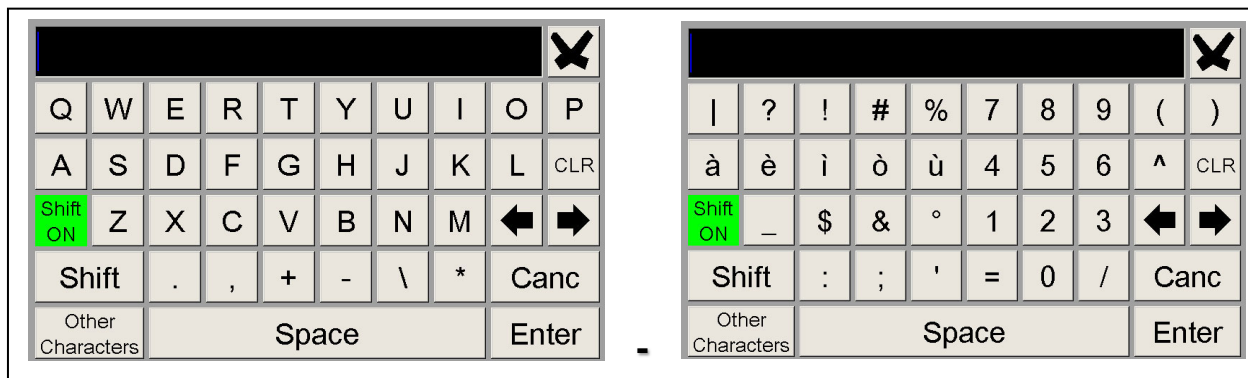 Q W E R T Y U I O P
A S D F G H J K L CLR
Shift ON Z X C V B N M
Shift . , + - \ * Canc
Other Characters Space Enter
-
| ? ! # % 7 8 9 ( )
à è ì ò ù 4 5 6 ^ CLR
Shift ON _ $ & ° 1 2 3
Shift : ; ' = 0 / Canc
Other Characters Space Enter